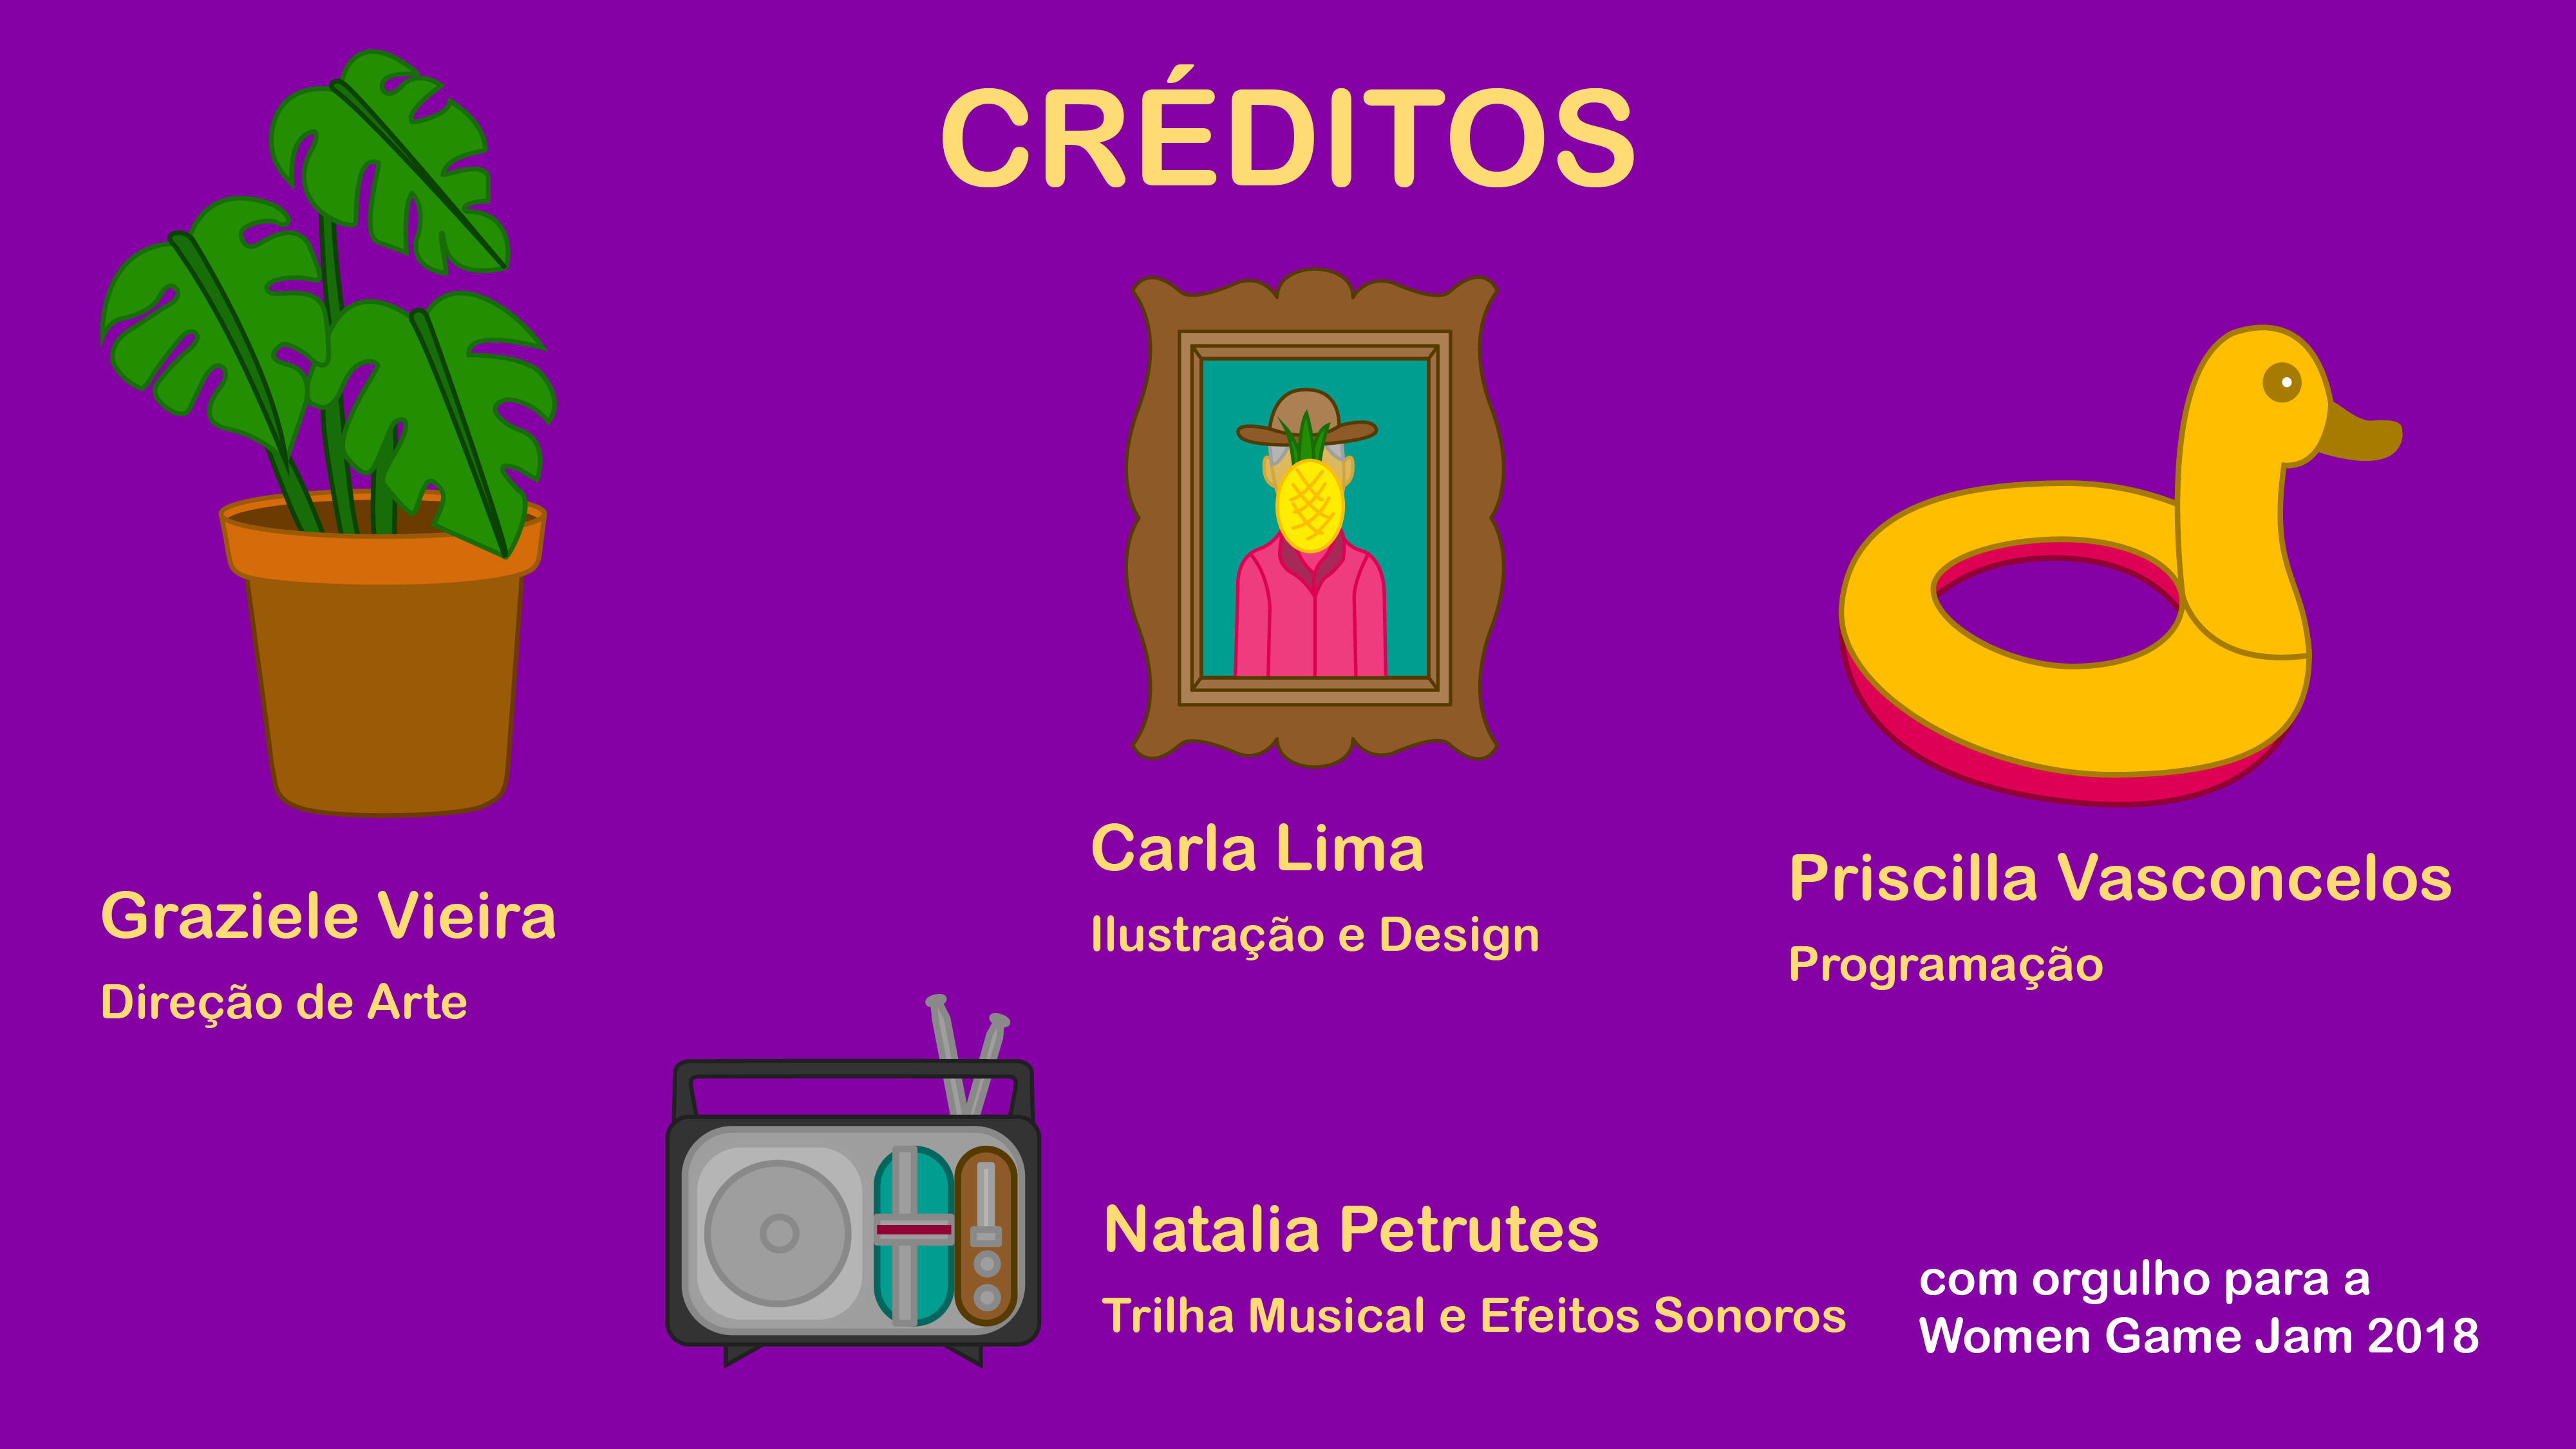 CRÉDITOS
Graziele Vieira
Direção de Arte
Carla Lima
Ilustração e Design
Priscilla Vasconcelos
Programação
Natalia Petrutes
Trilha Musical e Efeitos Sonoros
com orgulho para a
Women Game Jam 2018